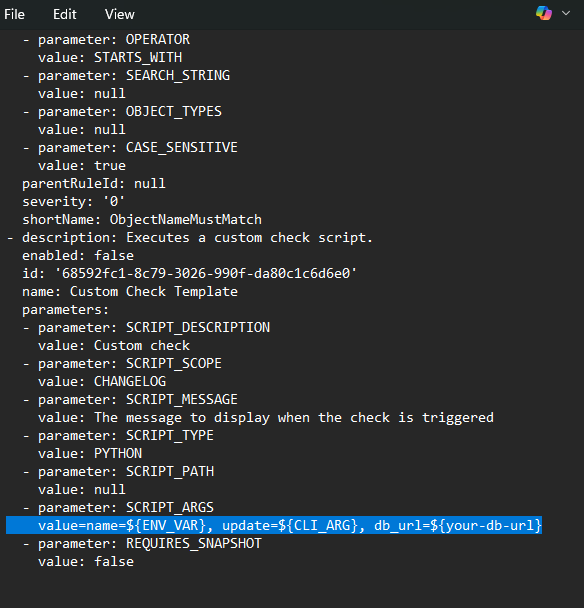 File Edit View
- parameter: OPERATOR
value: STARTS_WITH
- parameter: SEARCH_STRING
value: null
- parameter: OBJECT_TYPES
value: null
- parameter: CASE_SENSITIVE
value: true
parentRuleId: null
severity: '0'
shortName: ObjectNameMustMatch
- description: Executes a custom check script.
enabled: false
id: '68592fc1-8c79-3026-990f-da80c1c6d6e0'
name: Custom Check Template
parameters:
- parameter: SCRIPT_DESCRIPTION
value: Custom check
- parameter: SCRIPT_SCOPE
value: CHANGELOG
- parameter: SCRIPT_MESSAGE
value: The message to display when the check is triggered
- parameter: SCRIPT_TYPE
value: PYTHON
- parameter: SCRIPT_PATH
value: null
- parameter: SCRIPT_ARGS
value=name=${ENV_VAR}, update=${CLI_ARG}, db_url=${your-db-url}
- parameter: REQUIRES_SNAPSHOT
value: false